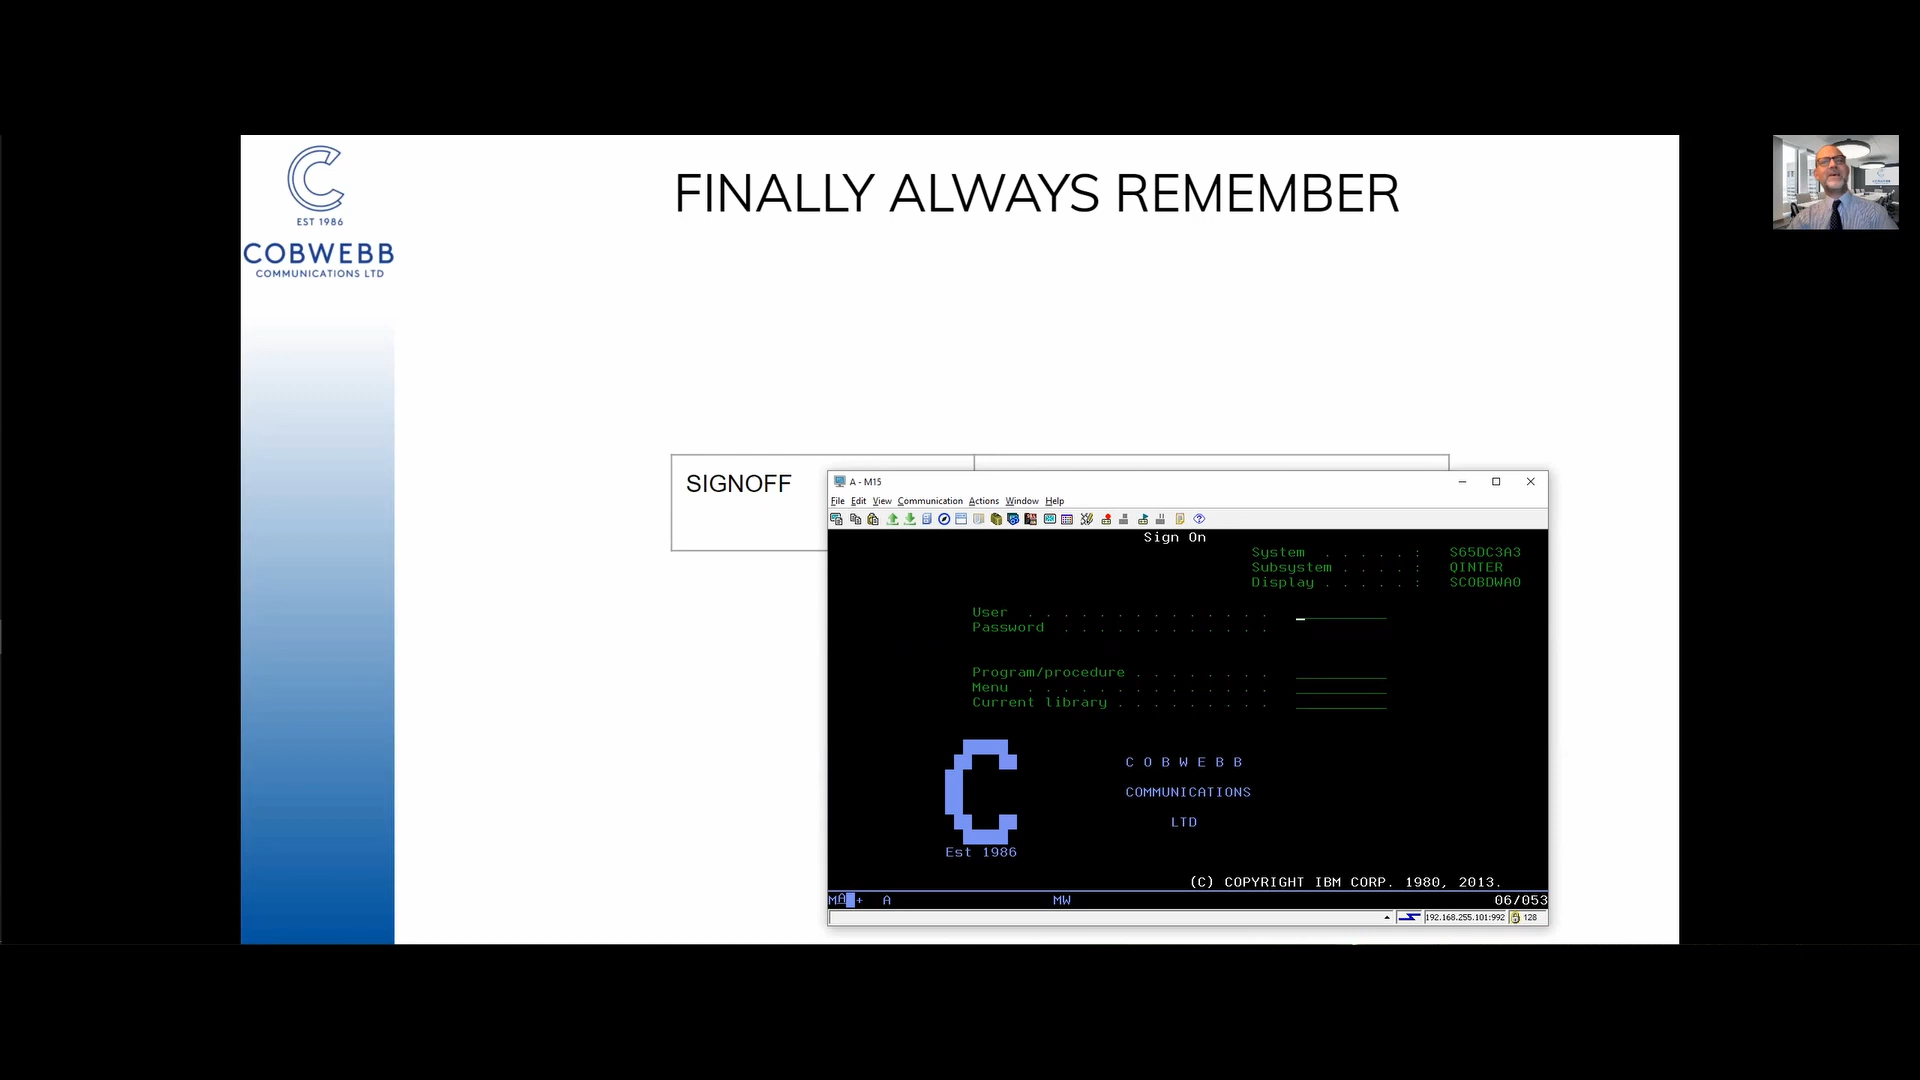 EST 1986
COBWEBB
COMMUNICATIONS LTD
FINALLY ALWAYS REMEMBER
SIGNOFF
A - M15
File Edit View Communication Actions Window Help
Sign On
System . . . . . : S65DC3A3
Subsystem . . . . : QINTER
Display . . . . . : SCOBDWA0
User . . . . . . . . . . . . . .
Password . . . . . . . . . . . .
Program/procedure . . . . . . . .
Menu . . . . . . . . . . . . . .
Current library . . . . . . . . .
C O B W E B B
COMMUNICATIONS
LTD
Est 1986
(C) COPYRIGHT IBM CORP. 1980, 2013.
MA + A MW 06/053
192.168.255.101:992 128